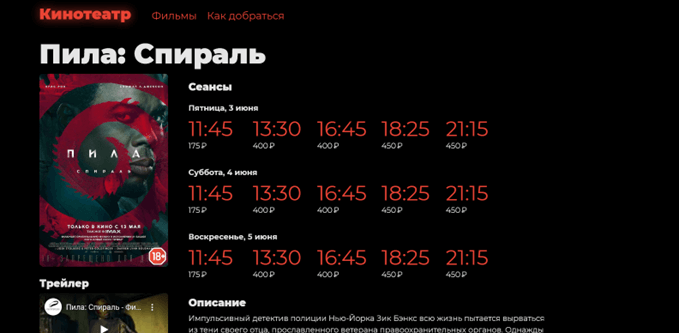 Кинотеатр
Фильмы Как добраться
Пила: Спираль
ПИЛА
СПИРАЛЬ
ТОЛЬКО В КИНО С 13 МАЯ
18+
Трейлер
Пила: Спираль - Фи...
Сеансы
Пятница, 3 июня
11:45 13:30 16:45 18:25 21:15
175 ₽ 400 ₽ 400 ₽ 450 ₽ 450 ₽
Суббота, 4 июня
11:45 13:30 16:45 18:25 21:15
175 ₽ 400 ₽ 400 ₽ 450 ₽ 450 ₽
Воскресенье, 5 июня
11:45 13:30 16:45 18:25 21:15
175 ₽ 400 ₽ 400 ₽ 450 ₽ 450 ₽
Описание
Импульсивный детектив полиции Нью-Йорка Зик Бэнкс всю жизнь пытается вырваться
из тени своего отца, прославленного ветерана правоохранительных органов. Однажды